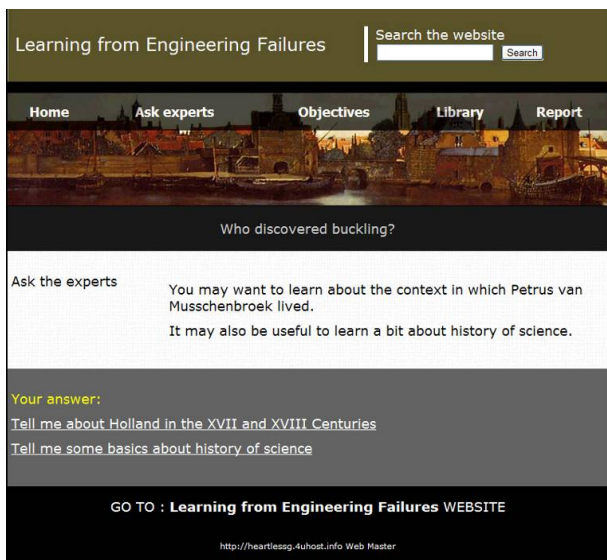 Learning from Engineering Failures
Search the website
Search
Home Ask experts Objectives Library Report
Who discovered buckling?
Ask the experts
You may want to learn about the context in which Petrus van
Musschenbroek lived.
It may also be useful to learn a bit about history of science.
Your answer:
Tell me about Holland in the XVII and XVIII Centuries
Tell me some basics about history of science
GO TO : Learning from Engineering Failures WEBSITE
http://heartlessg.4uhost.info Web Master